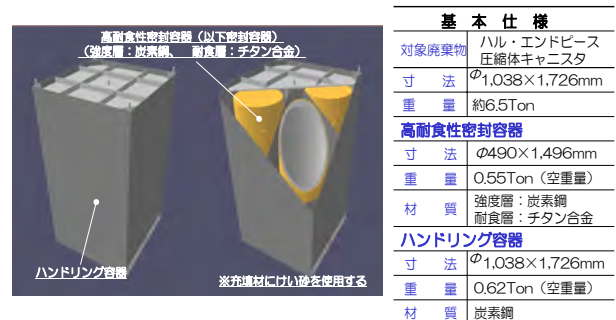 高耐食性密封容器(以下密封容器)
(強度層:炭素鋼、 耐食層:チタン合金)
ハンドリング容器
※充填材にけい砂を使用する
基 本 仕 様
対象廃棄物 ハル・エンドピース
圧縮体キャニスタ
寸 法 Φ1,038×1,726mm
重 量 約6.5Ton
高耐食性密封容器
寸 法 Φ490×1,496mm
重 量 0.55Ton(空重量)
材 質 強度層:炭素鋼
耐食層:チタン合金
ハンドリング容器
寸 法 Φ1,038×1,726mm
重 量 0.62Ton(空重量)
材 質 炭素鋼